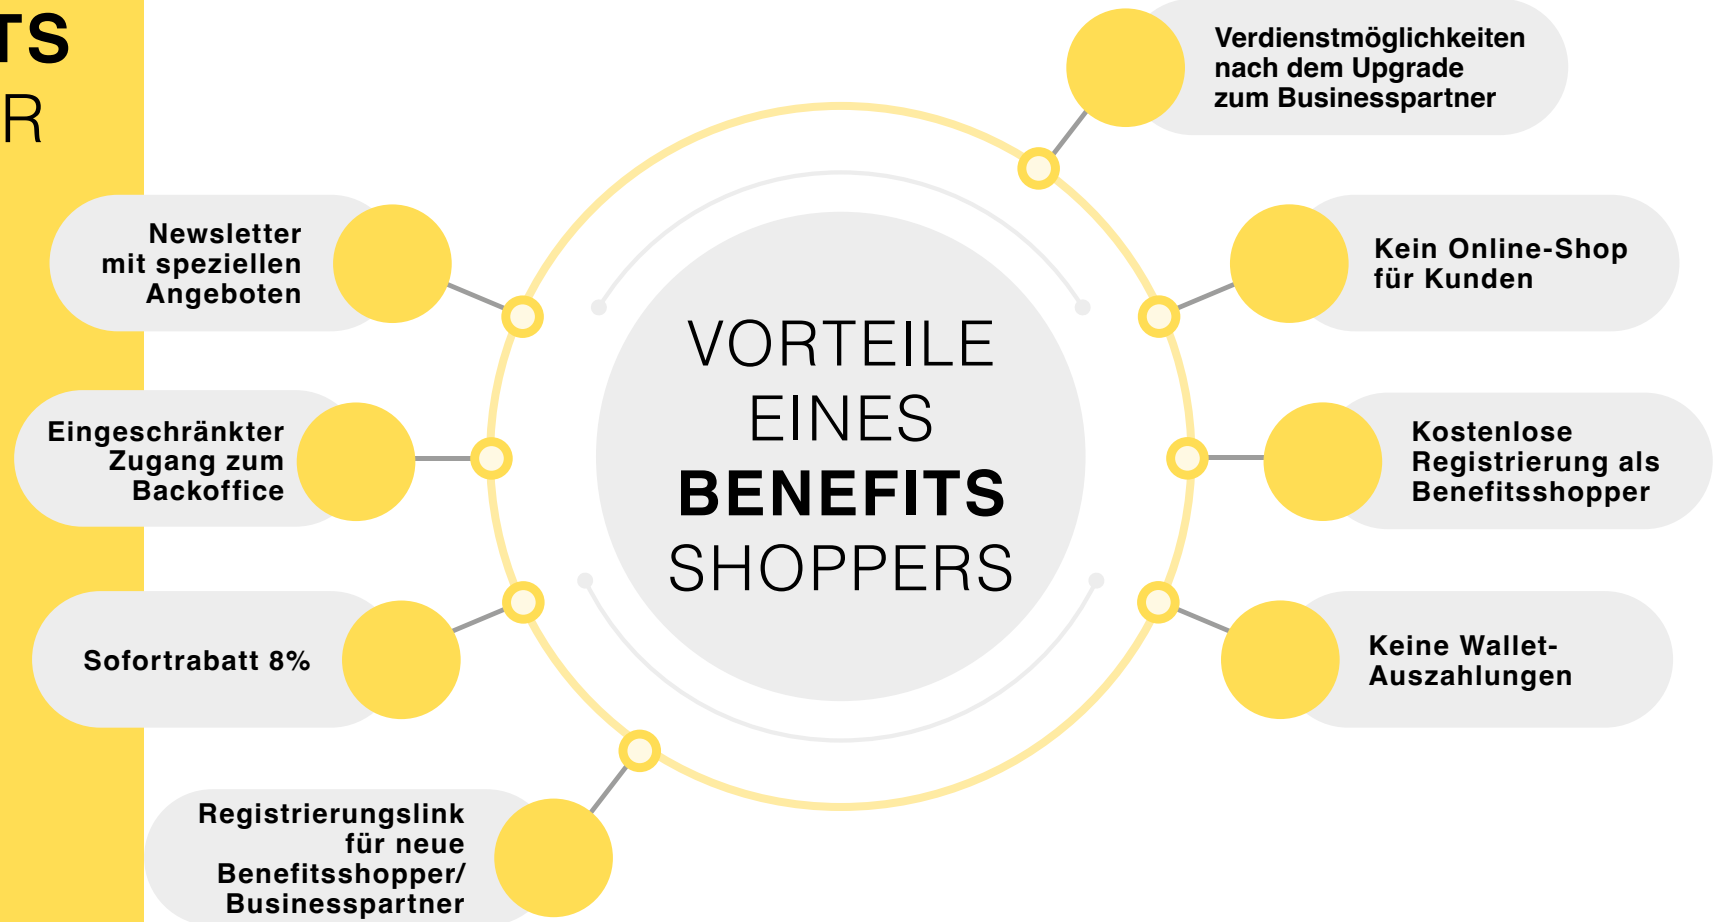 TS
R
VORTEILE
EINES
BENEFITS
SHOPPERS
Verdienstmöglichkeiten
nach dem Upgrade
zum Businesspartner
Kein Online-Shop
für Kunden
Kostenlose
Registrierung als
Benefitsshopper
Keine Wallet-
Auszahlungen
Newsletter
mit speziellen
Angeboten
Eingeschränkter
Zugang zum
Backoffice
Sofortrabatt 8%
Registrierungslink
für neue
Benefitsshopper/
Businesspartner